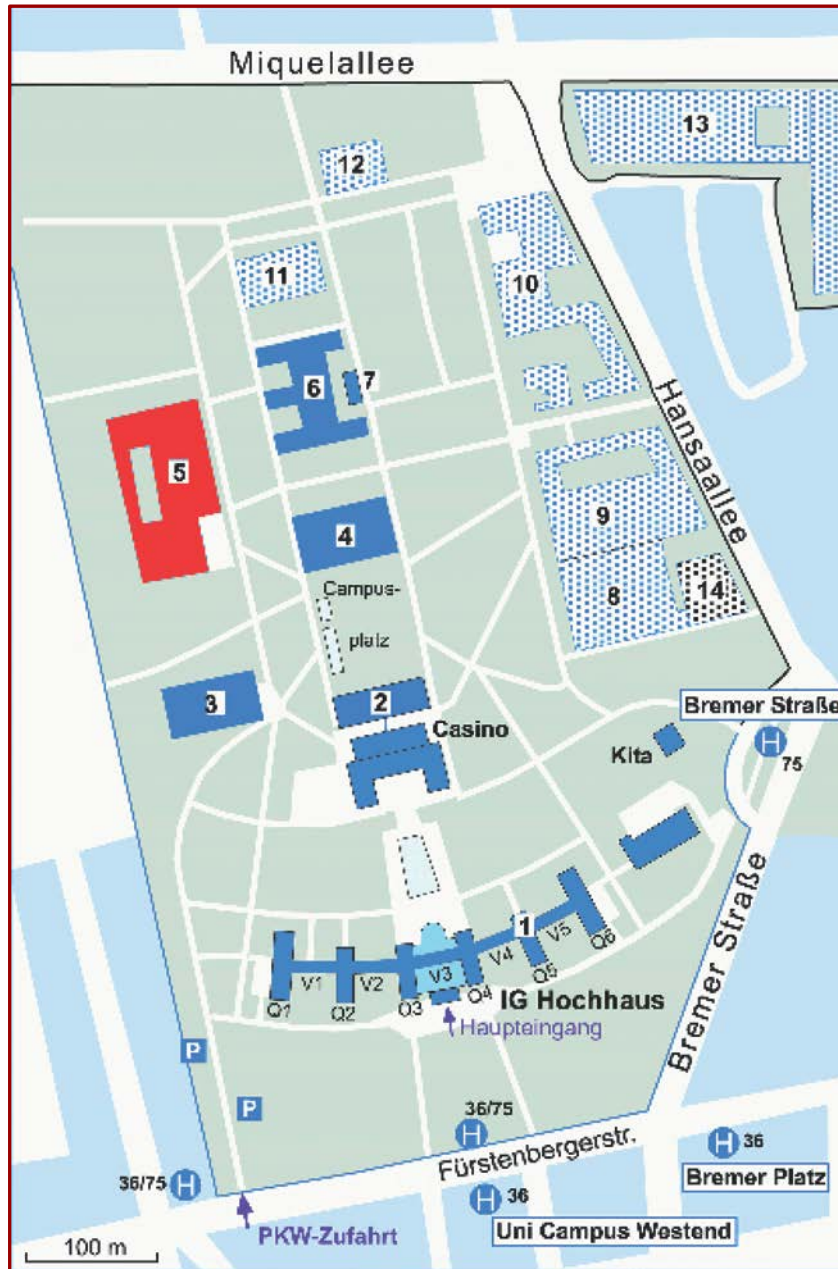 Miquelallee
13
12
11
10
6
7
Hansaallee
5
9
4
8
14
Campus-
platz
3
2
Casino
Bremer Straße
H
75
Kita
1
V1
V2
V3
V4
V5
Q1
Q2
Q3
Q4
Q5
Q6
IG Hochhaus
Haupteingang
Bremer Straße
P
P
36/75
H
Fürstenbergerstr.
H
36
Bremer Platz
36/75
H
H
36
Uni Campus Westend
PKW-Zufahrt
100 m